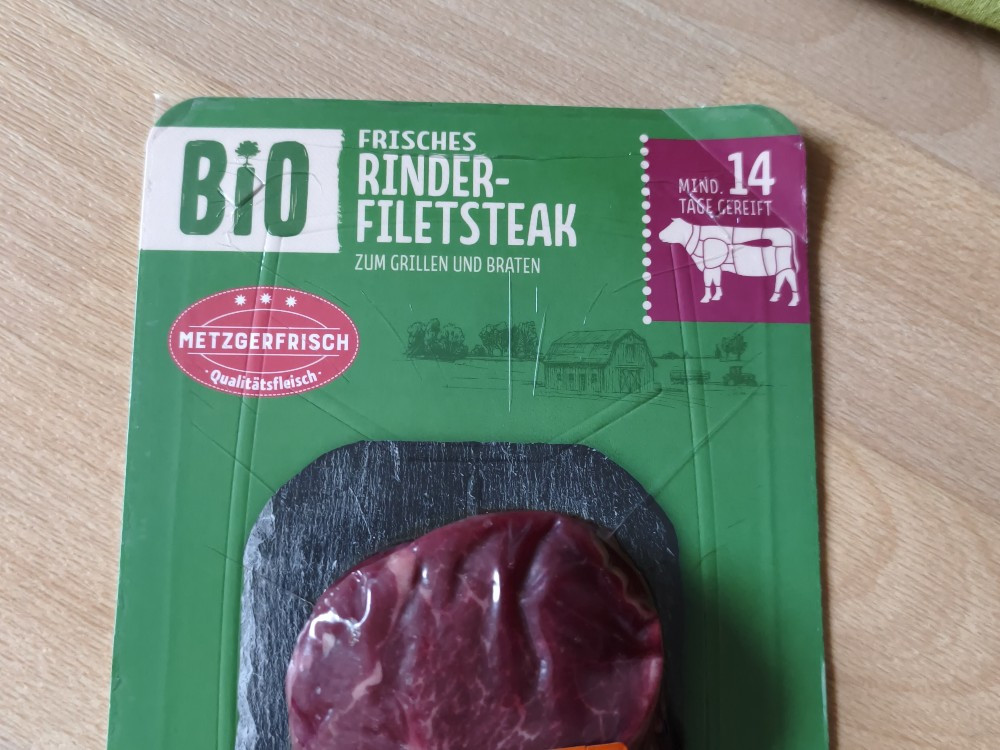 BiO
FRISCHES
RINDER-
FILETSTEAK
ZUM GRILLEN UND BRATEN
MIND. 14
TAGE GEREIFT
METZGERFRISCH
· Qualitätsfleisch ·